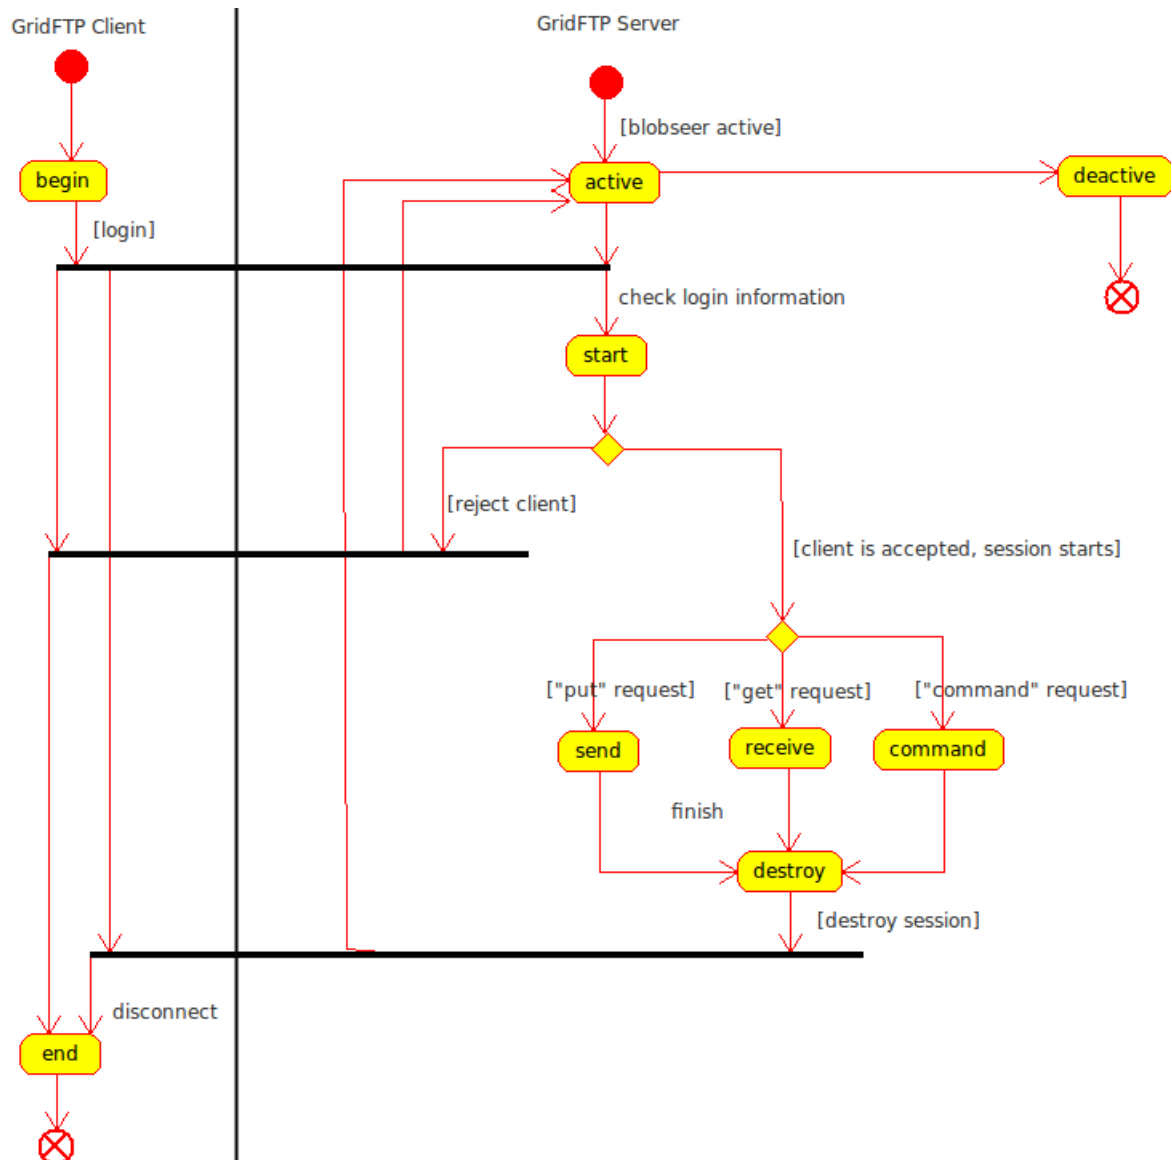 GridFTP Client
GridFTP Server
[blobseer active]
begin
active
deactive
[login]
check login information
start
[reject client]
[client is accepted, session starts]
["put" request]
["get" request]
["command" request]
send
receive
command
finish
destroy
[destroy session]
disconnect
end